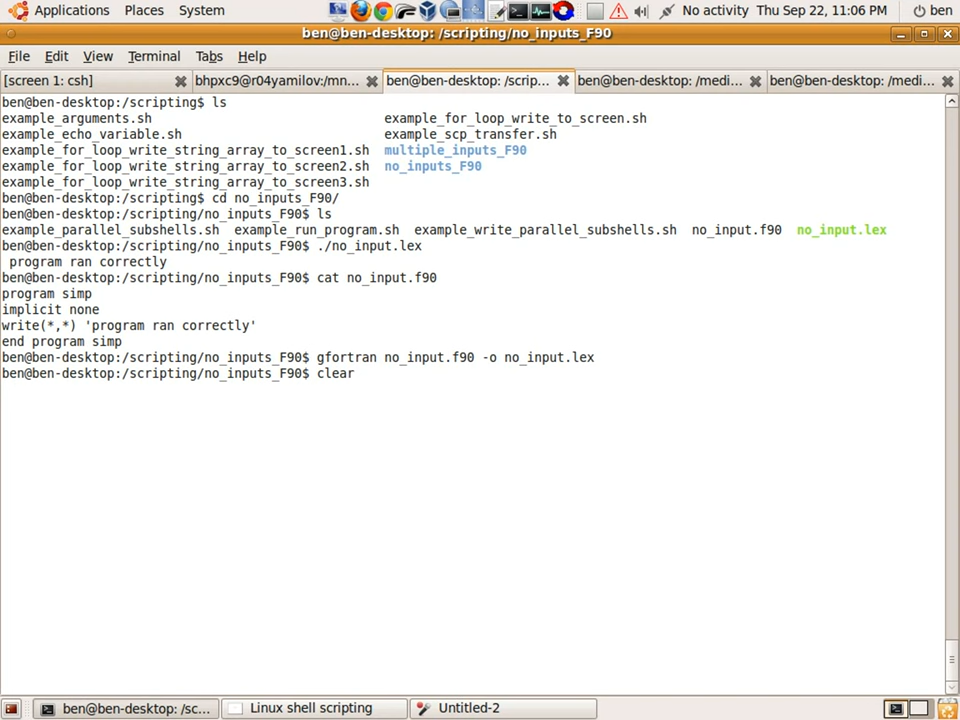 Applications Places System No activity Thu Sep 22, 11:06 PM ben
ben@ben-desktop: /scripting/no_inputs_F90
File Edit View Terminal Tabs Help
[screen 1: csh] bhpxc9@r04yamilov:/mn... ben@ben-desktop: /scrip... ben@ben-desktop: /medi... ben@ben-desktop: /medi...
ben@ben-desktop:/scripting$ ls
example_arguments.sh example_for_loop_write_to_screen.sh
example_echo_variable.sh example_scp_transfer.sh
example_for_loop_write_string_array_to_screen1.sh multiple_inputs_F90
example_for_loop_write_string_array_to_screen2.sh no_inputs_F90
example_for_loop_write_string_array_to_screen3.sh
ben@ben-desktop:/scripting$ cd no_inputs_F90/
ben@ben-desktop:/scripting/no_inputs_F90$ ls
example_parallel_subshells.sh example_run_program.sh example_write_parallel_subshells.sh no_input.f90 no_input.lex
ben@ben-desktop:/scripting/no_inputs_F90$ ./no_input.lex
program ran correctly
ben@ben-desktop:/scripting/no_inputs_F90$ cat no_input.f90
program simp
implicit none
write(*,*) 'program ran correctly'
end program simp
ben@ben-desktop:/scripting/no_inputs_F90$ gfortran no_input.f90 -o no_input.lex
ben@ben-desktop:/scripting/no_inputs_F90$ clear
ben@ben-desktop: /sc... Linux shell scripting Untitled-2